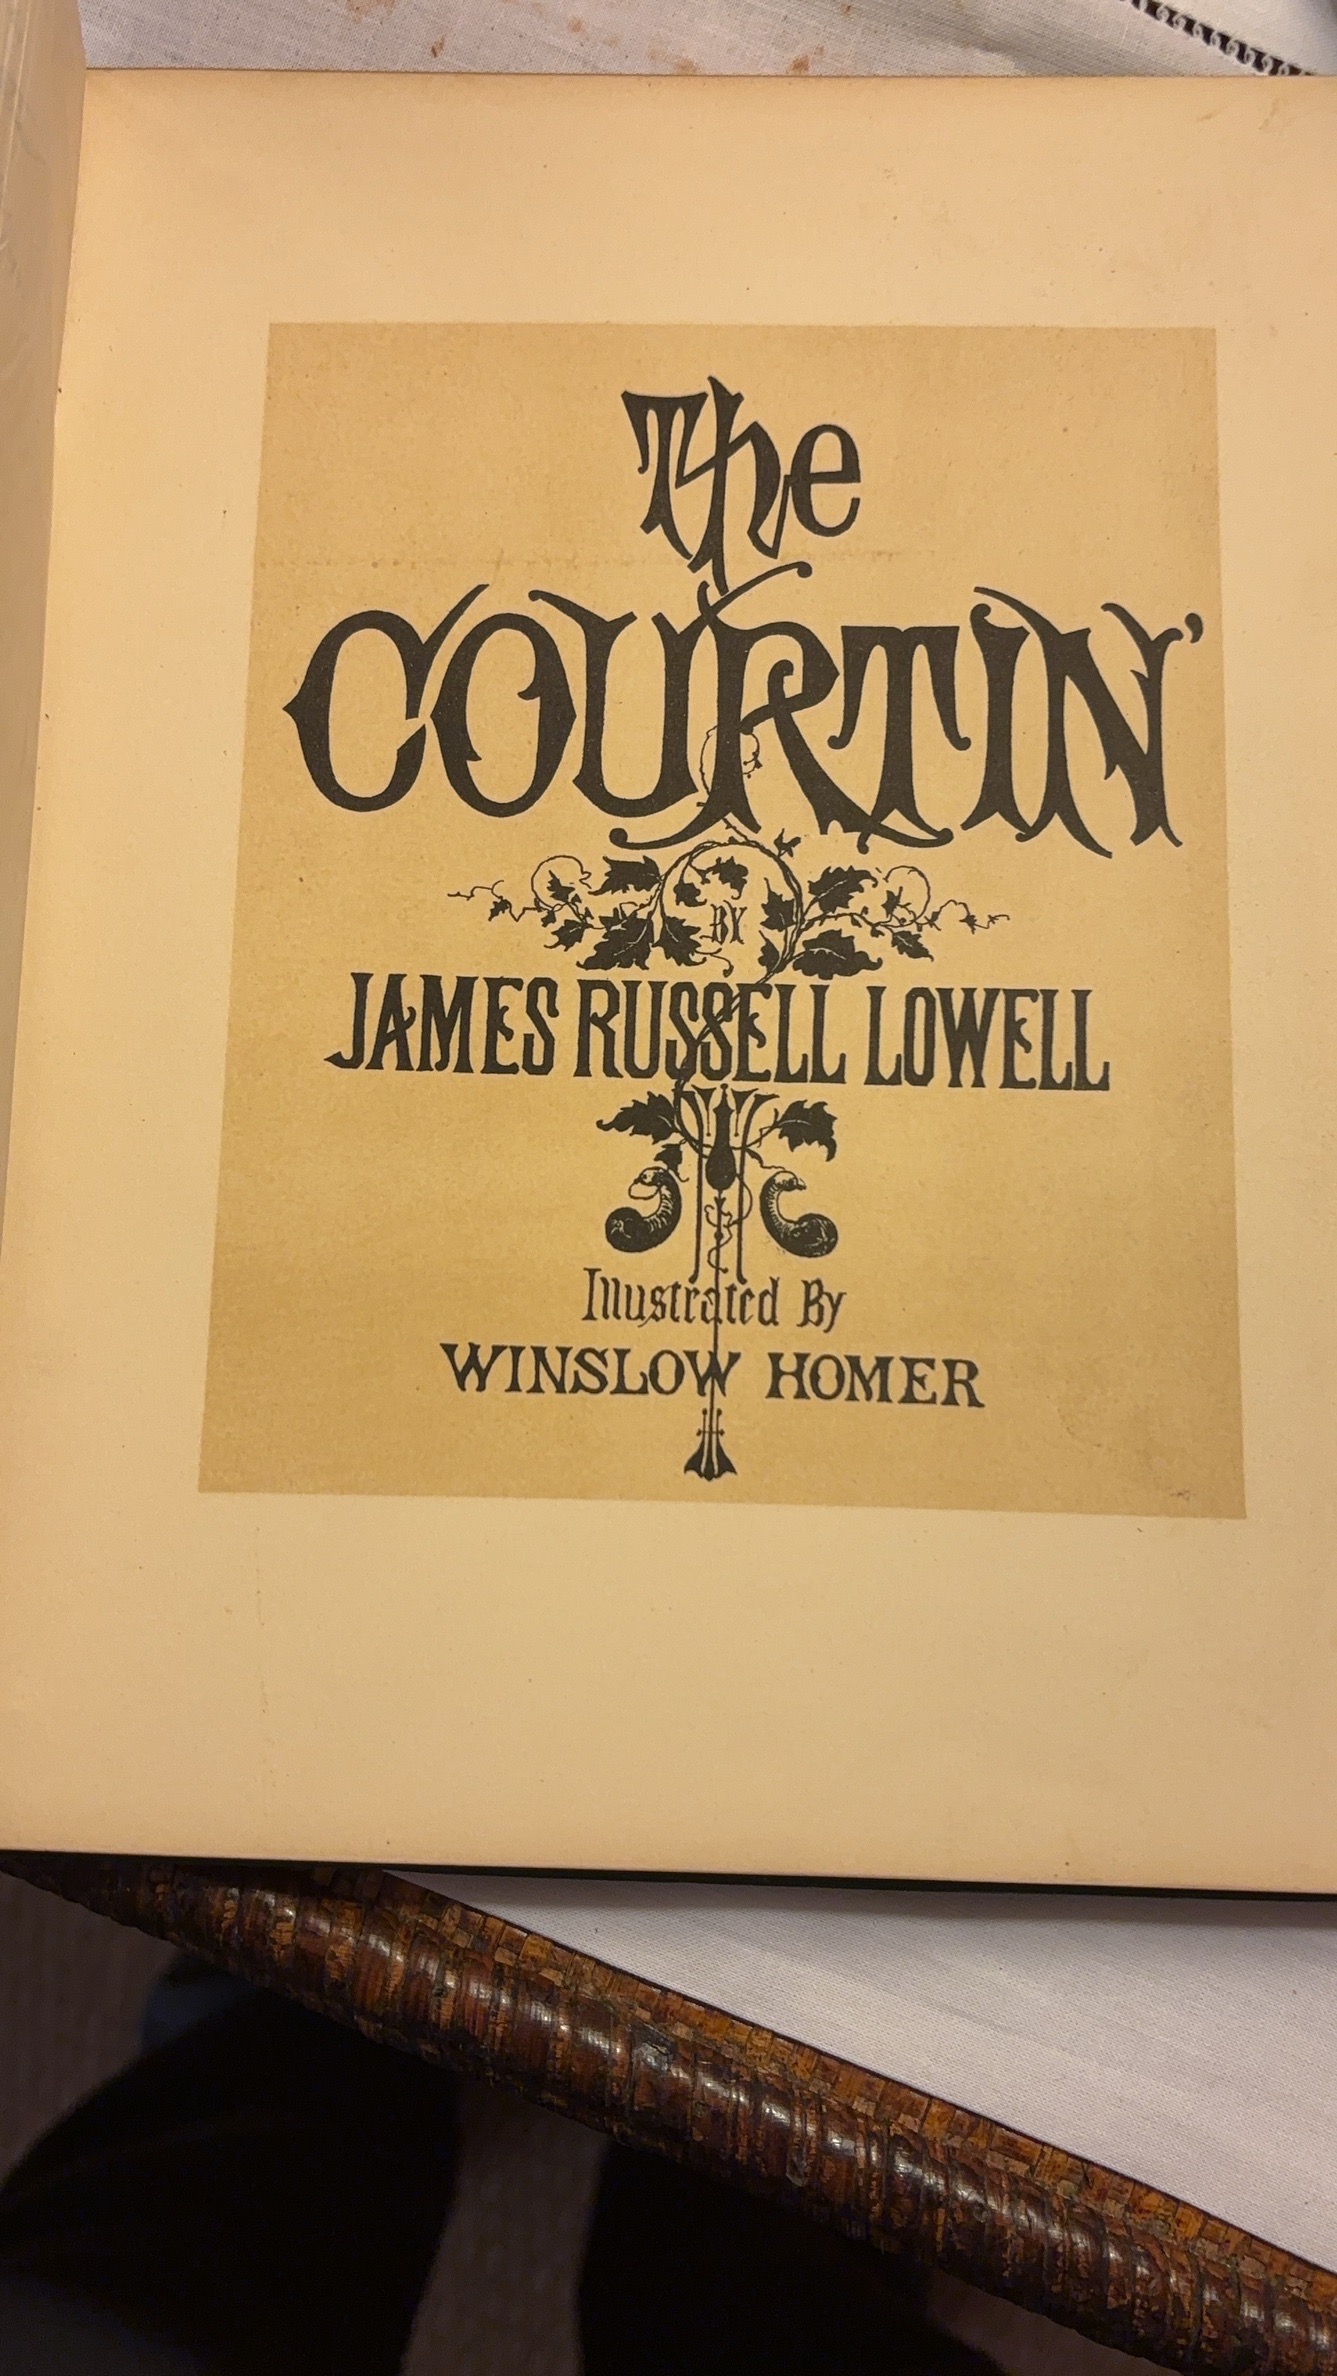 The
COURTIN'
BY
JAMES RUSSELL LOWELL
Illustrated By
WINSLOW HOMER